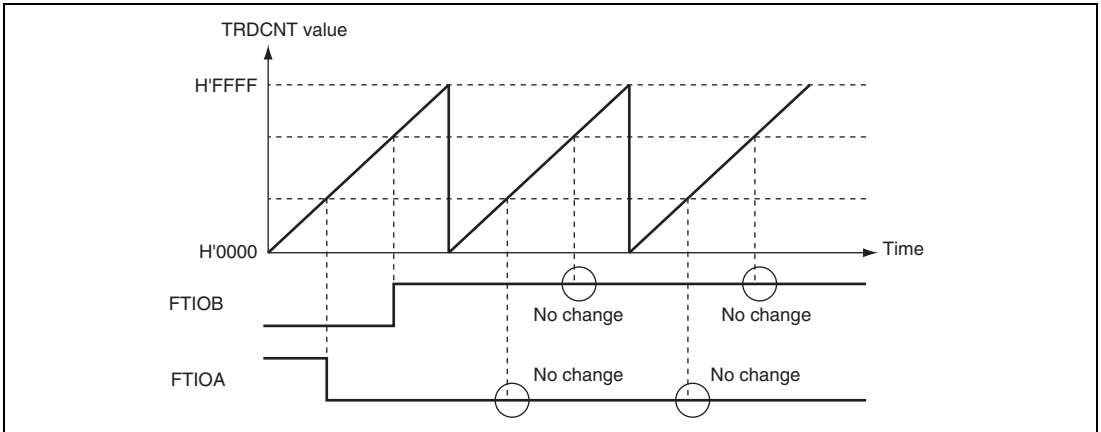 TRDCNT value
H'FFFF
H'0000
Time
FTIOB
No change
No change
FTIOA
No change
No change